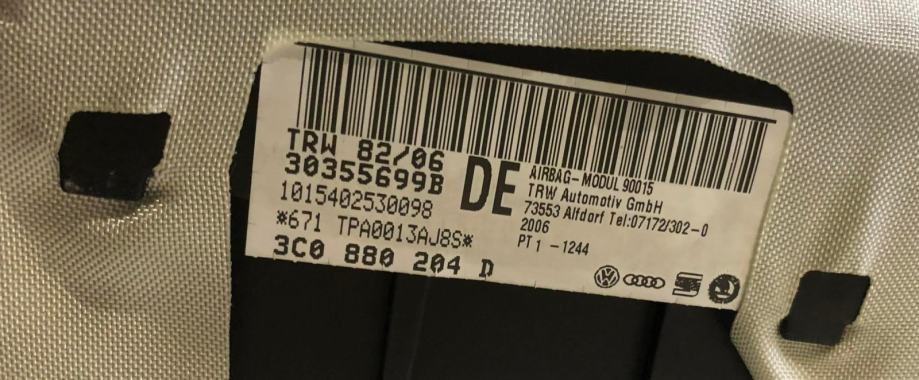 TRW 82/06
30355699B
1015402530098
*671 TPA0013AJ8S*
3C0 880 204 D
DE
AIRBAG-MODUL 90015
TRW Automotiv GmbH
73553 Alfdorf Tel:07172/302-0
2006
PT1 -1244